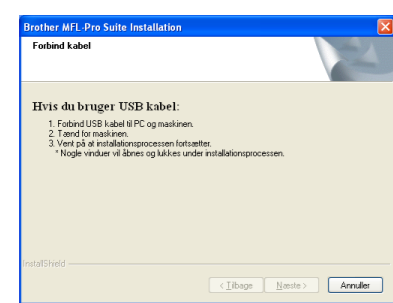 Brother MFL-Pro Suite Installation
Forbind kabel
Hvis du bruger USB kabel:
1. Forbind USB kabel til PC og maskinen.
2. Tænd for maskinen.
3. Vent på at installationsprocessen fortsætter.
* Nogle vinduer vil åbnes og lukkes under installationsprocessen.
InstallShield
< Tilbage
Næste >
Annuller